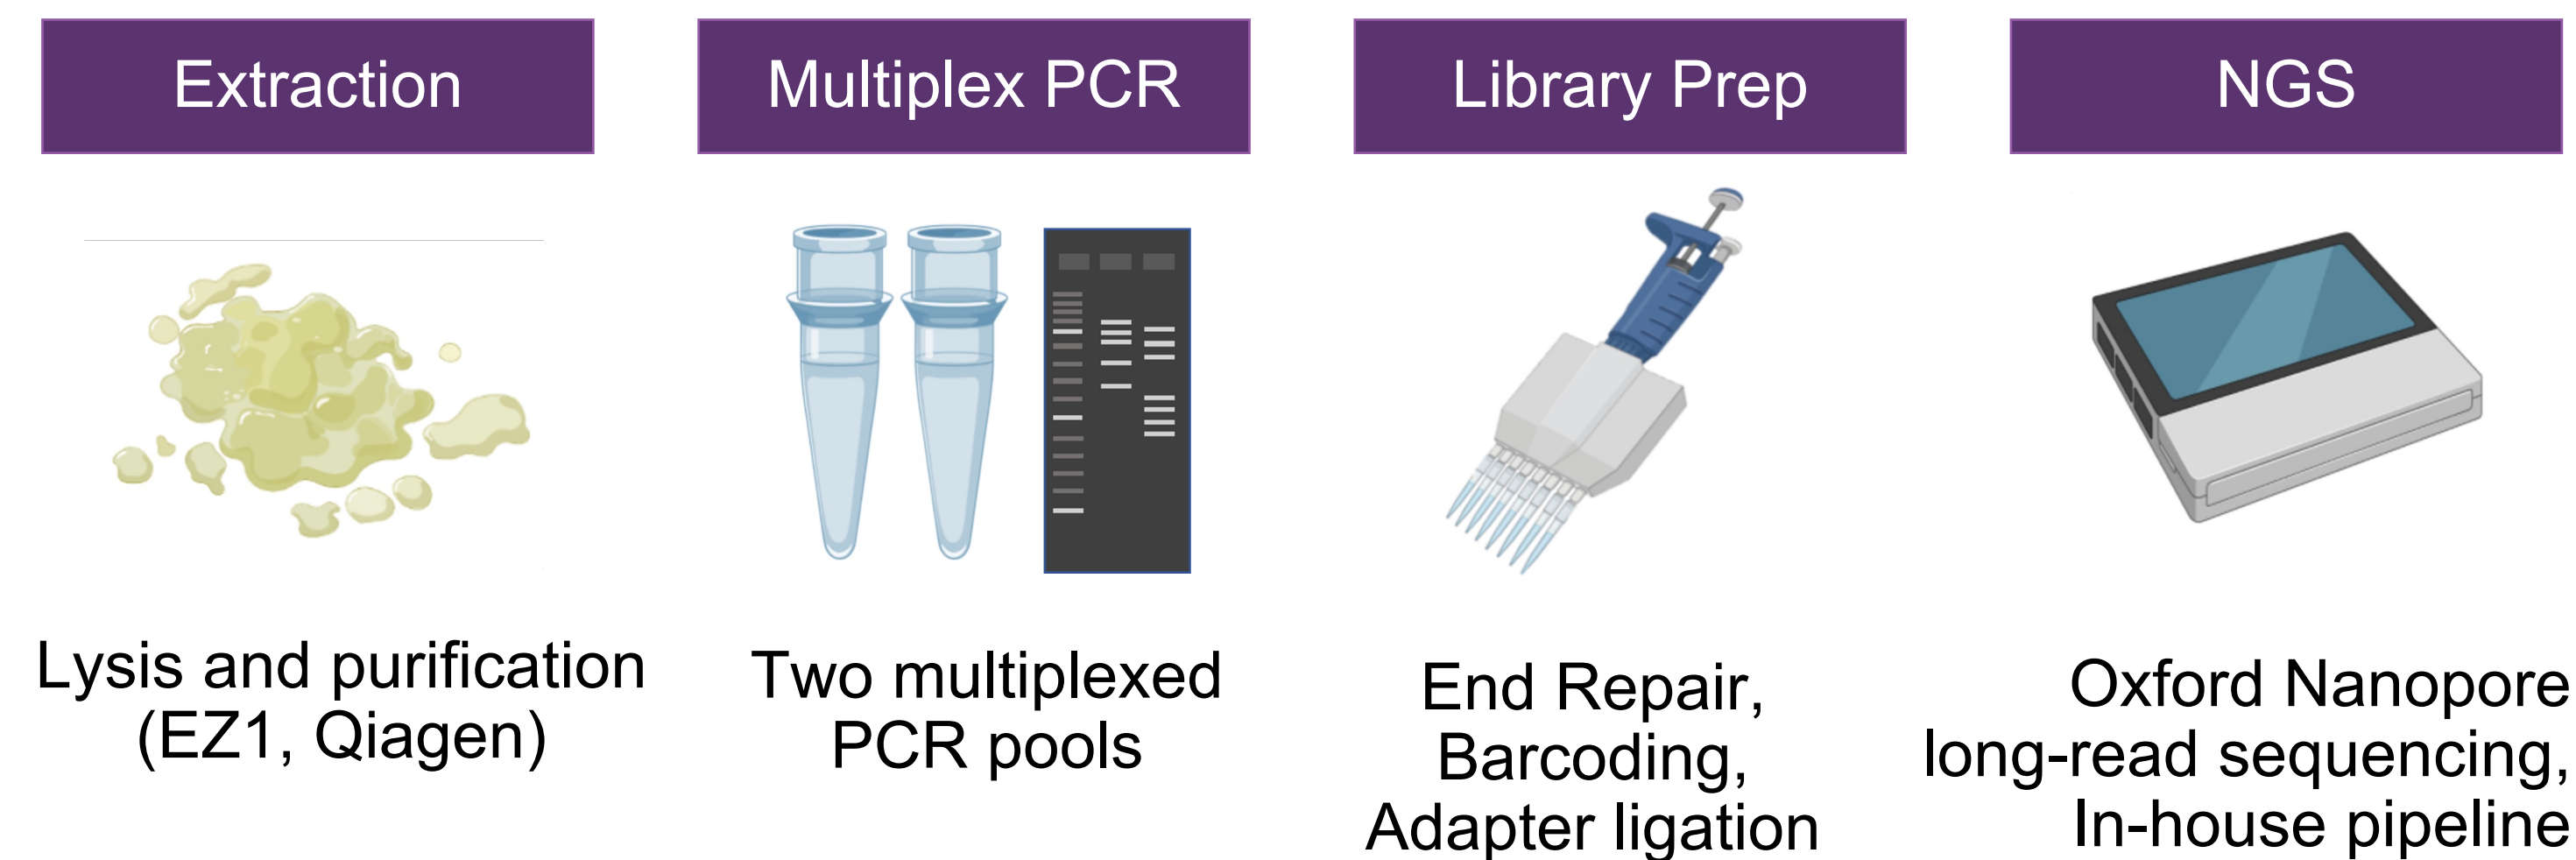 Extraction
Multiplex PCR
Library Prep
NGS
Lysis and purification
(EZ1, Qiagen)
Two multiplexed
PCR pools
End Repair,
Barcoding,
Adapter ligation
Oxford Nanopore
long-read sequencing,
In-house pipeline